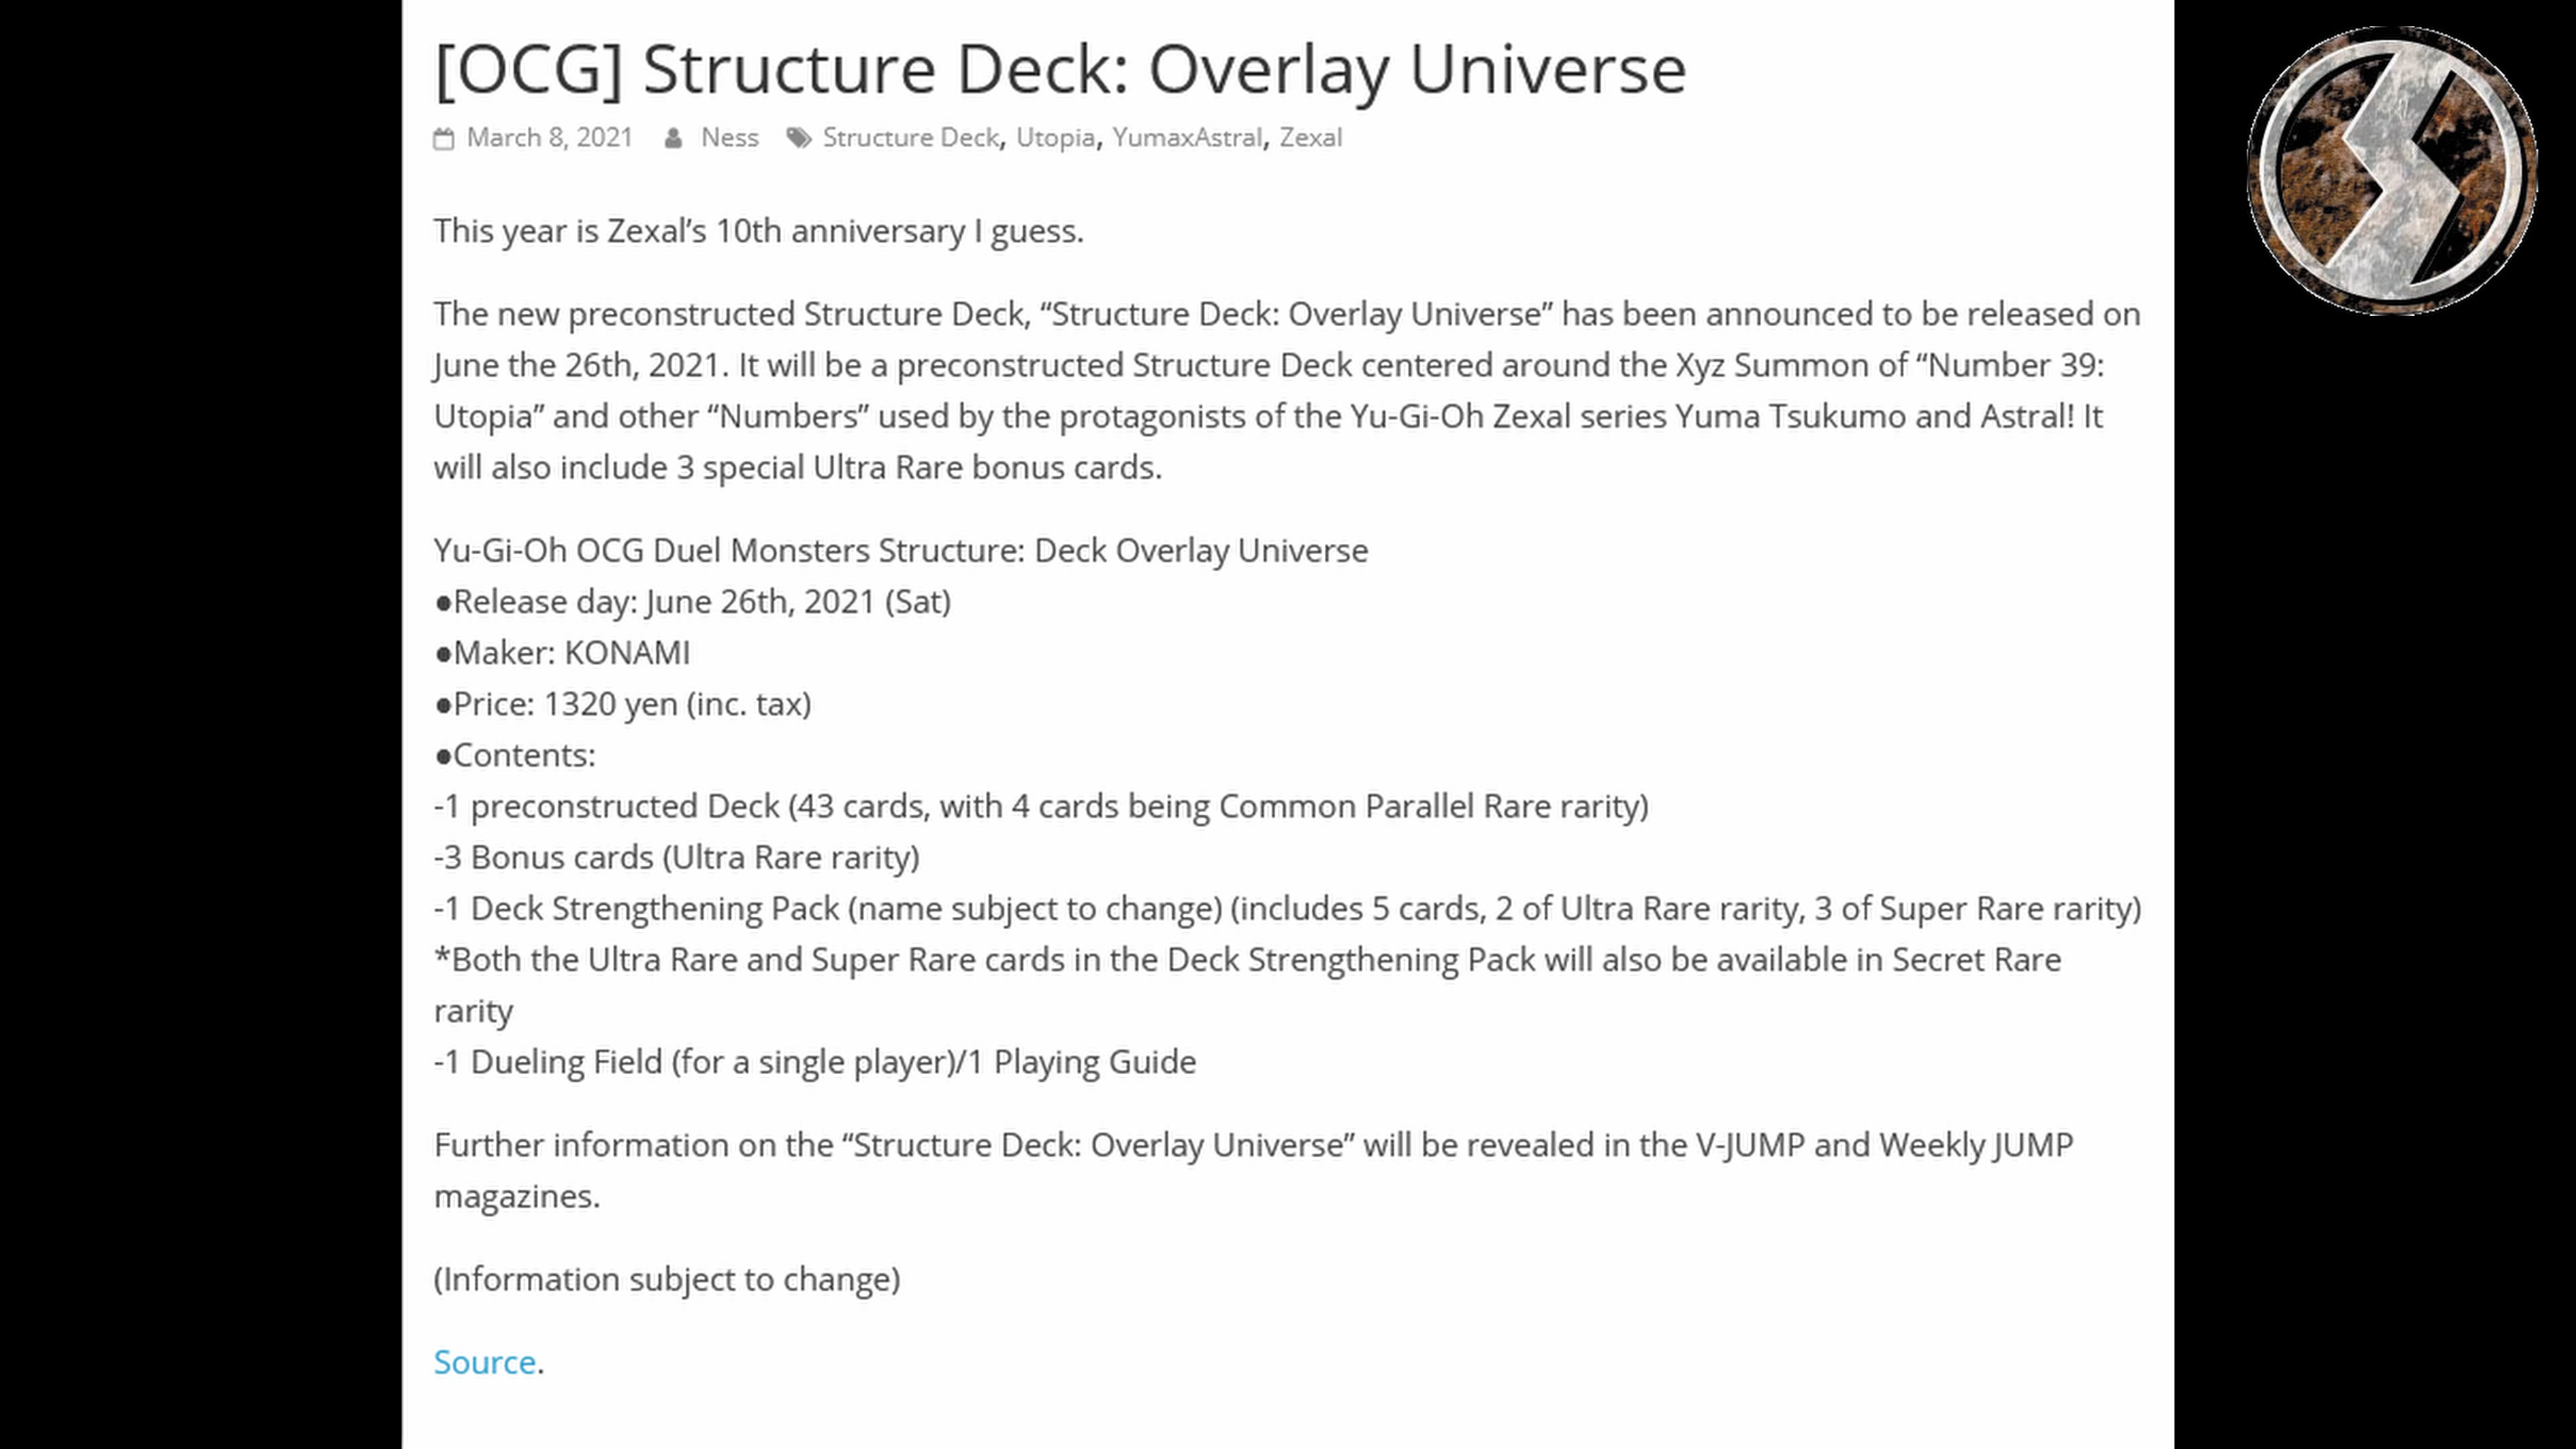 [OCG] Structure Deck: Overlay Universe
March 8, 2021 Ness Structure Deck, Utopia, YumaxAstral, Zexal
This year is Zexal’s 10th anniversary I guess.
The new preconstructed Structure Deck, “Structure Deck: Overlay Universe” has been announced to be released on
June the 26th, 2021. It will be a preconstructed Structure Deck centered around the Xyz Summon of “Number 39:
Utopia” and other “Numbers” used by the protagonists of the Yu-Gi-Oh Zexal series Yuma Tsukumo and Astral! It
will also include 3 special Ultra Rare bonus cards.
Yu-Gi-Oh OCG Duel Monsters Structure: Deck Overlay Universe
●Release day: June 26th, 2021 (Sat)
●Maker: KONAMI
●Price: 1320 yen (inc. tax)
●Contents:
-1 preconstructed Deck (43 cards, with 4 cards being Common Parallel Rare rarity)
-3 Bonus cards (Ultra Rare rarity)
-1 Deck Strengthening Pack (name subject to change) (includes 5 cards, 2 of Ultra Rare rarity, 3 of Super Rare rarity)
*Both the Ultra Rare and Super Rare cards in the Deck Strengthening Pack will also be available in Secret Rare
rarity
-1 Dueling Field (for a single player)/1 Playing Guide
Further information on the “Structure Deck: Overlay Universe” will be revealed in the V-JUMP and Weekly JUMP
magazines.
(Information subject to change)
Source.